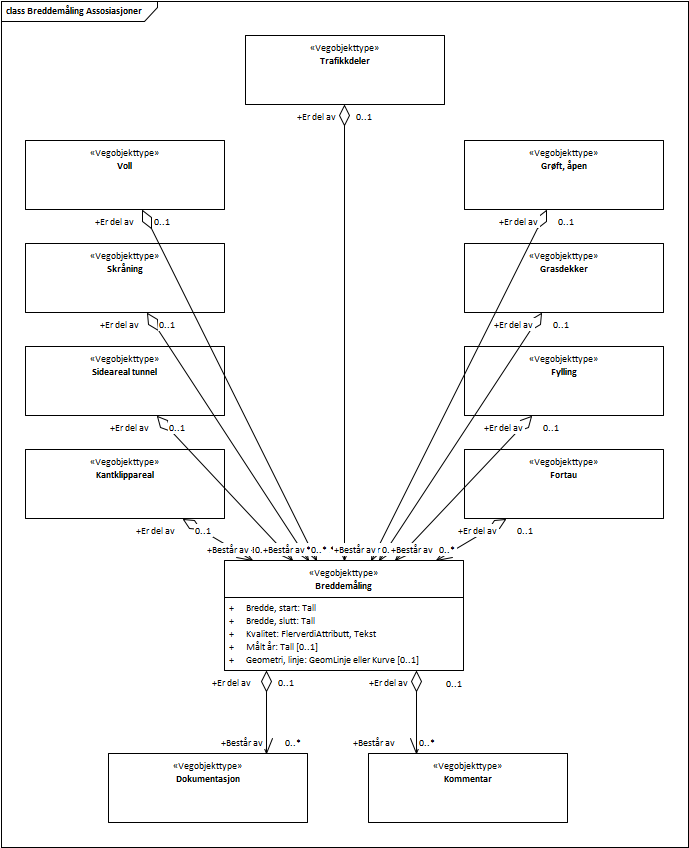 class Breddemåling Assosiasjoner
«Vegobjekttype»
Trafikkdeler
+Er del av 0..1
«Vegobjekttype»
Voll
«Vegobjekttype»
Grøft, åpen
+Er del av 0..1
+Er del av 0..1
«Vegobjekttype»
Skråning
«Vegobjekttype»
Grasdekker
+Er del av 0..1
+Er del av 0..1
«Vegobjekttype»
Sideareal tunnel
«Vegobjekttype»
Fylling
+Er del av 0..1
+Er del av 0..1
«Vegobjekttype»
Kantklippareal
«Vegobjekttype»
Fortau
+Er del av 0..1
+Er del av 0..1
+Består av 0..+Består av 0..* +Består av 0..+Består av 0..*
«Vegobjekttype»
Breddemåling
+ Bredde, start: Tall
+ Bredde, slutt: Tall
+ Kvalitet: FlerverdiAttributt, Tekst
+ Målt år: Tall [0..1]
+ Geometri, linje: GeomLinje eller Kurve [0..1]
+Er del av 0..1
+Er del av 0..1
+Består av 0..*
+Består av 0..*
«Vegobjekttype»
Dokumentasjon
«Vegobjekttype»
Kommentar